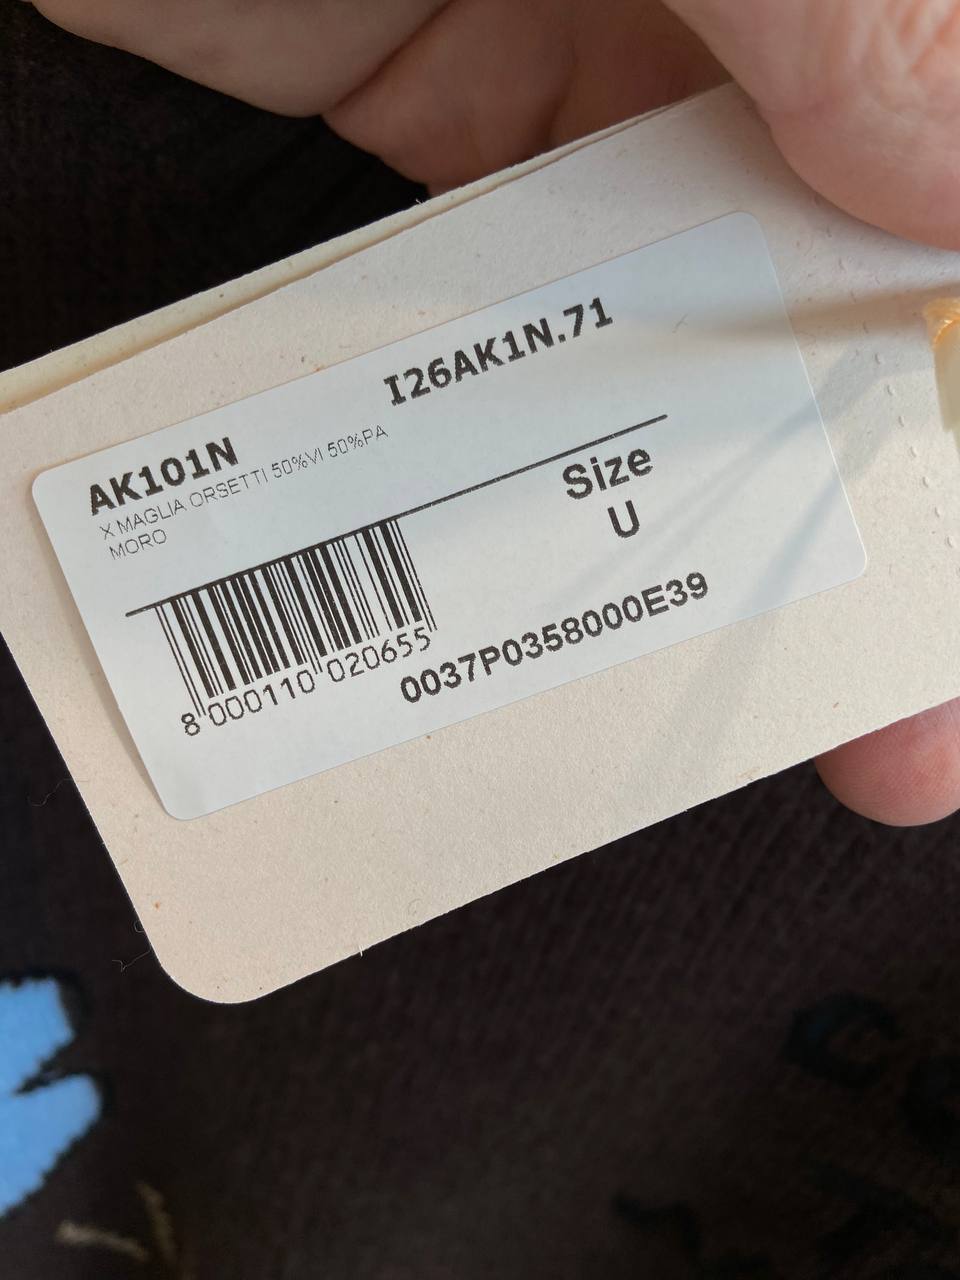 I26AK1N.71
AK101N
X MAGLIA ORSETTI 50%VI 50%PA
MORO
Size
U
8 000110 020655
0037P0358000E39